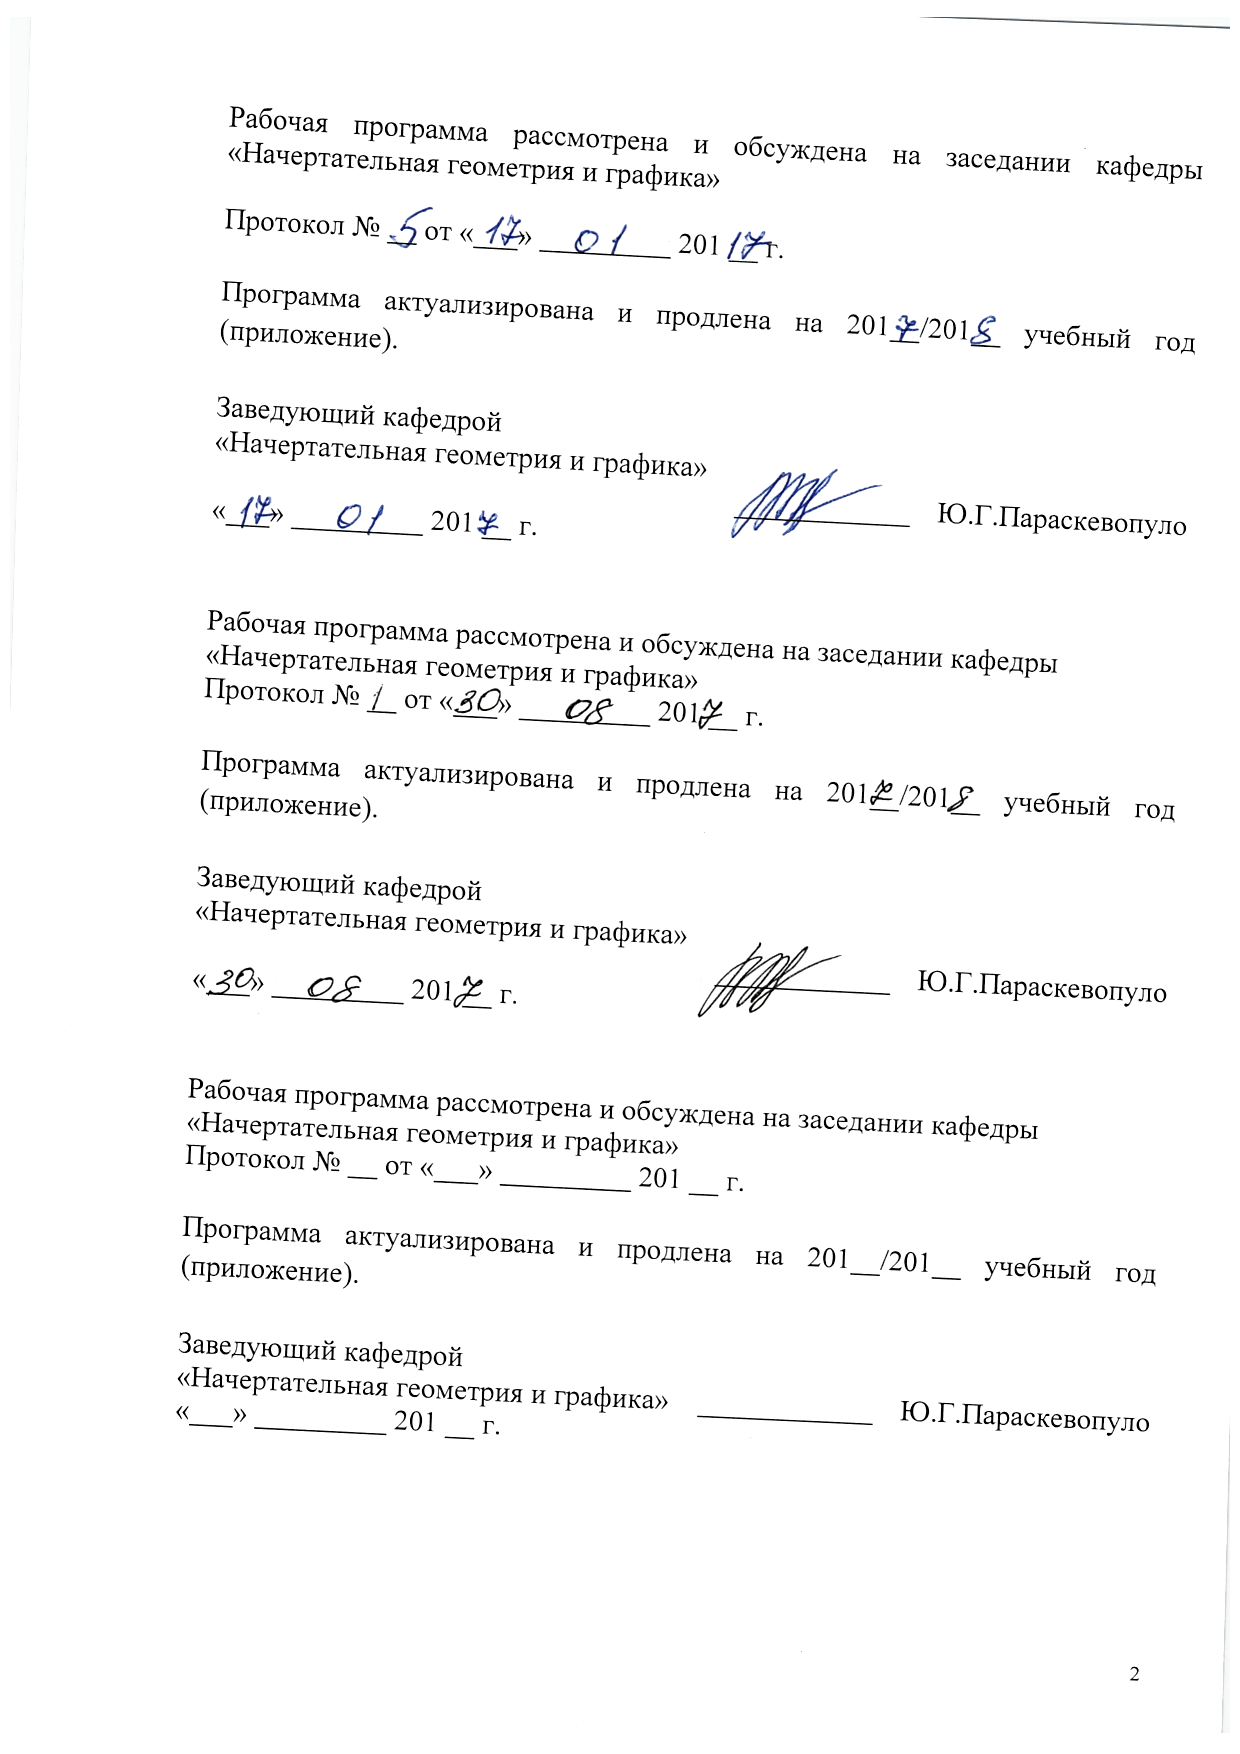 Рабочая программа рассмотрена и обсуждена на заседании кафедры
«Начертательная геометрия и графика»
Протокол № 5 от «17» 01 201 17 г.
Программа актуализирована и продлена на 2017/2018 учебный год
(приложение).
Заведующий кафедрой
«Начертательная геометрия и графика»
«17» 01 2017 г. Ю.Г.Параскевопуло
Рабочая программа рассмотрена и обсуждена на заседании кафедры
«Начертательная геометрия и графика»
Протокол № 1 от «30» 08 2017 г.
Программа актуализирована и продлена на 2017/2018 учебный год
(приложение).
Заведующий кафедрой
«Начертательная геометрия и графика»
«30» 08 2017 г. Ю.Г.Параскевопуло
Рабочая программа рассмотрена и обсуждена на заседании кафедры
«Начертательная геометрия и графика»
Протокол № __ от «___» _________ 201 __ г.
Программа актуализирована и продлена на 201__/201__ учебный год
(приложение).
Заведующий кафедрой
«Начертательная геометрия и графика» ____________ Ю.Г.Параскевопуло
«___» _________ 201 __ г.
2